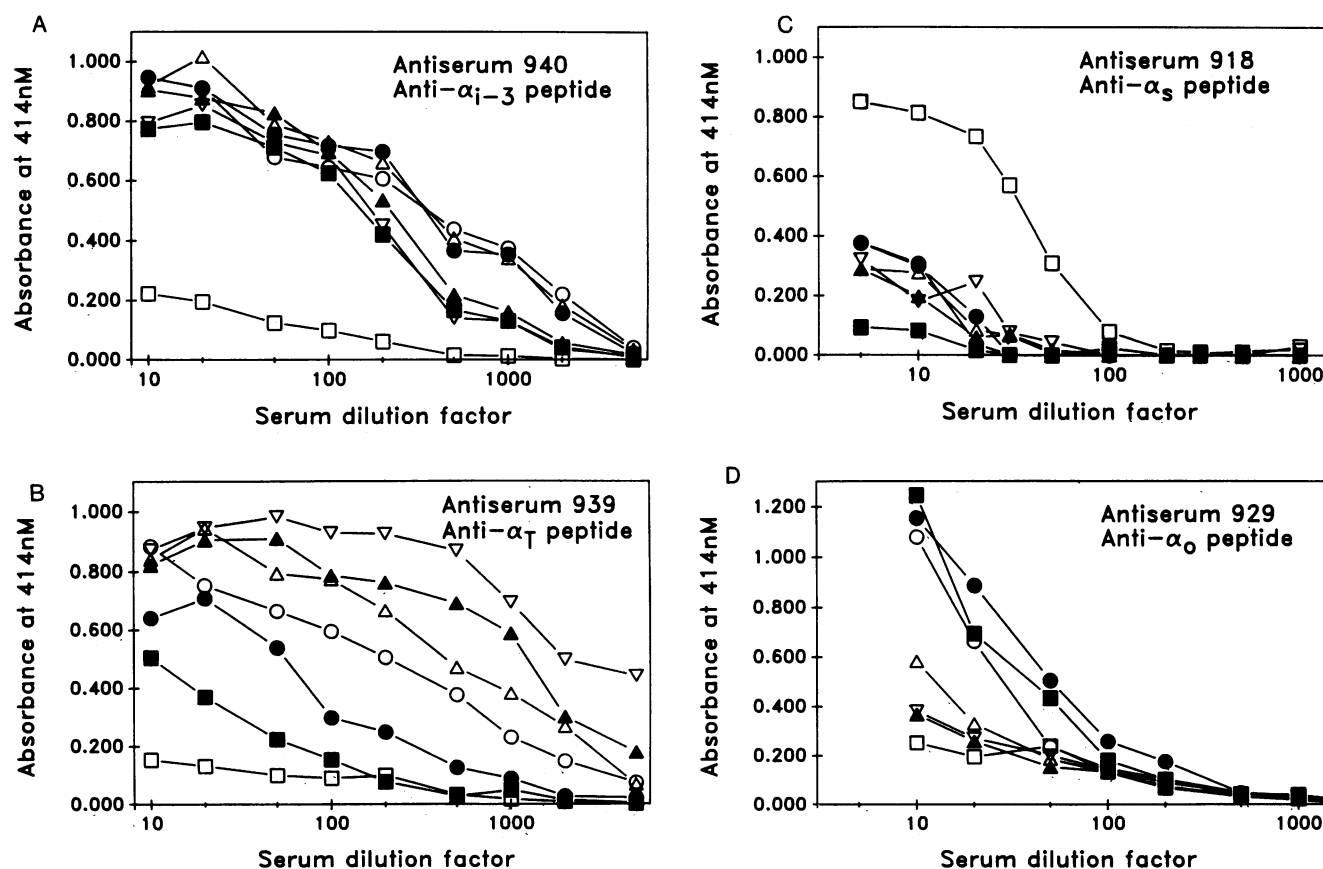 A
Absorbance at 414nM
1.000
0.800
0.600
0.400
0.200
0.000
Antiserum 940
Anti-α_{i-3} peptide
10 100 1000
Serum dilution factor
B
Absorbance at 414nM
1.000
0.800
0.600
0.400
0.200
0.000
Antiserum 939
Anti-α_T peptide
10 100 1000
Serum dilution factor
C
Absorbance at 414nM
1.000
0.800
0.600
0.400
0.200
0.000
Antiserum 918
Anti-α_s peptide
10 100 1000
Serum dilution factor
D
Absorbance at 414nM
1.200
1.000
0.800
0.600
0.400
0.200
0.000
Antiserum 929
Anti-α_o peptide
10 100 1000
Serum dilution factor